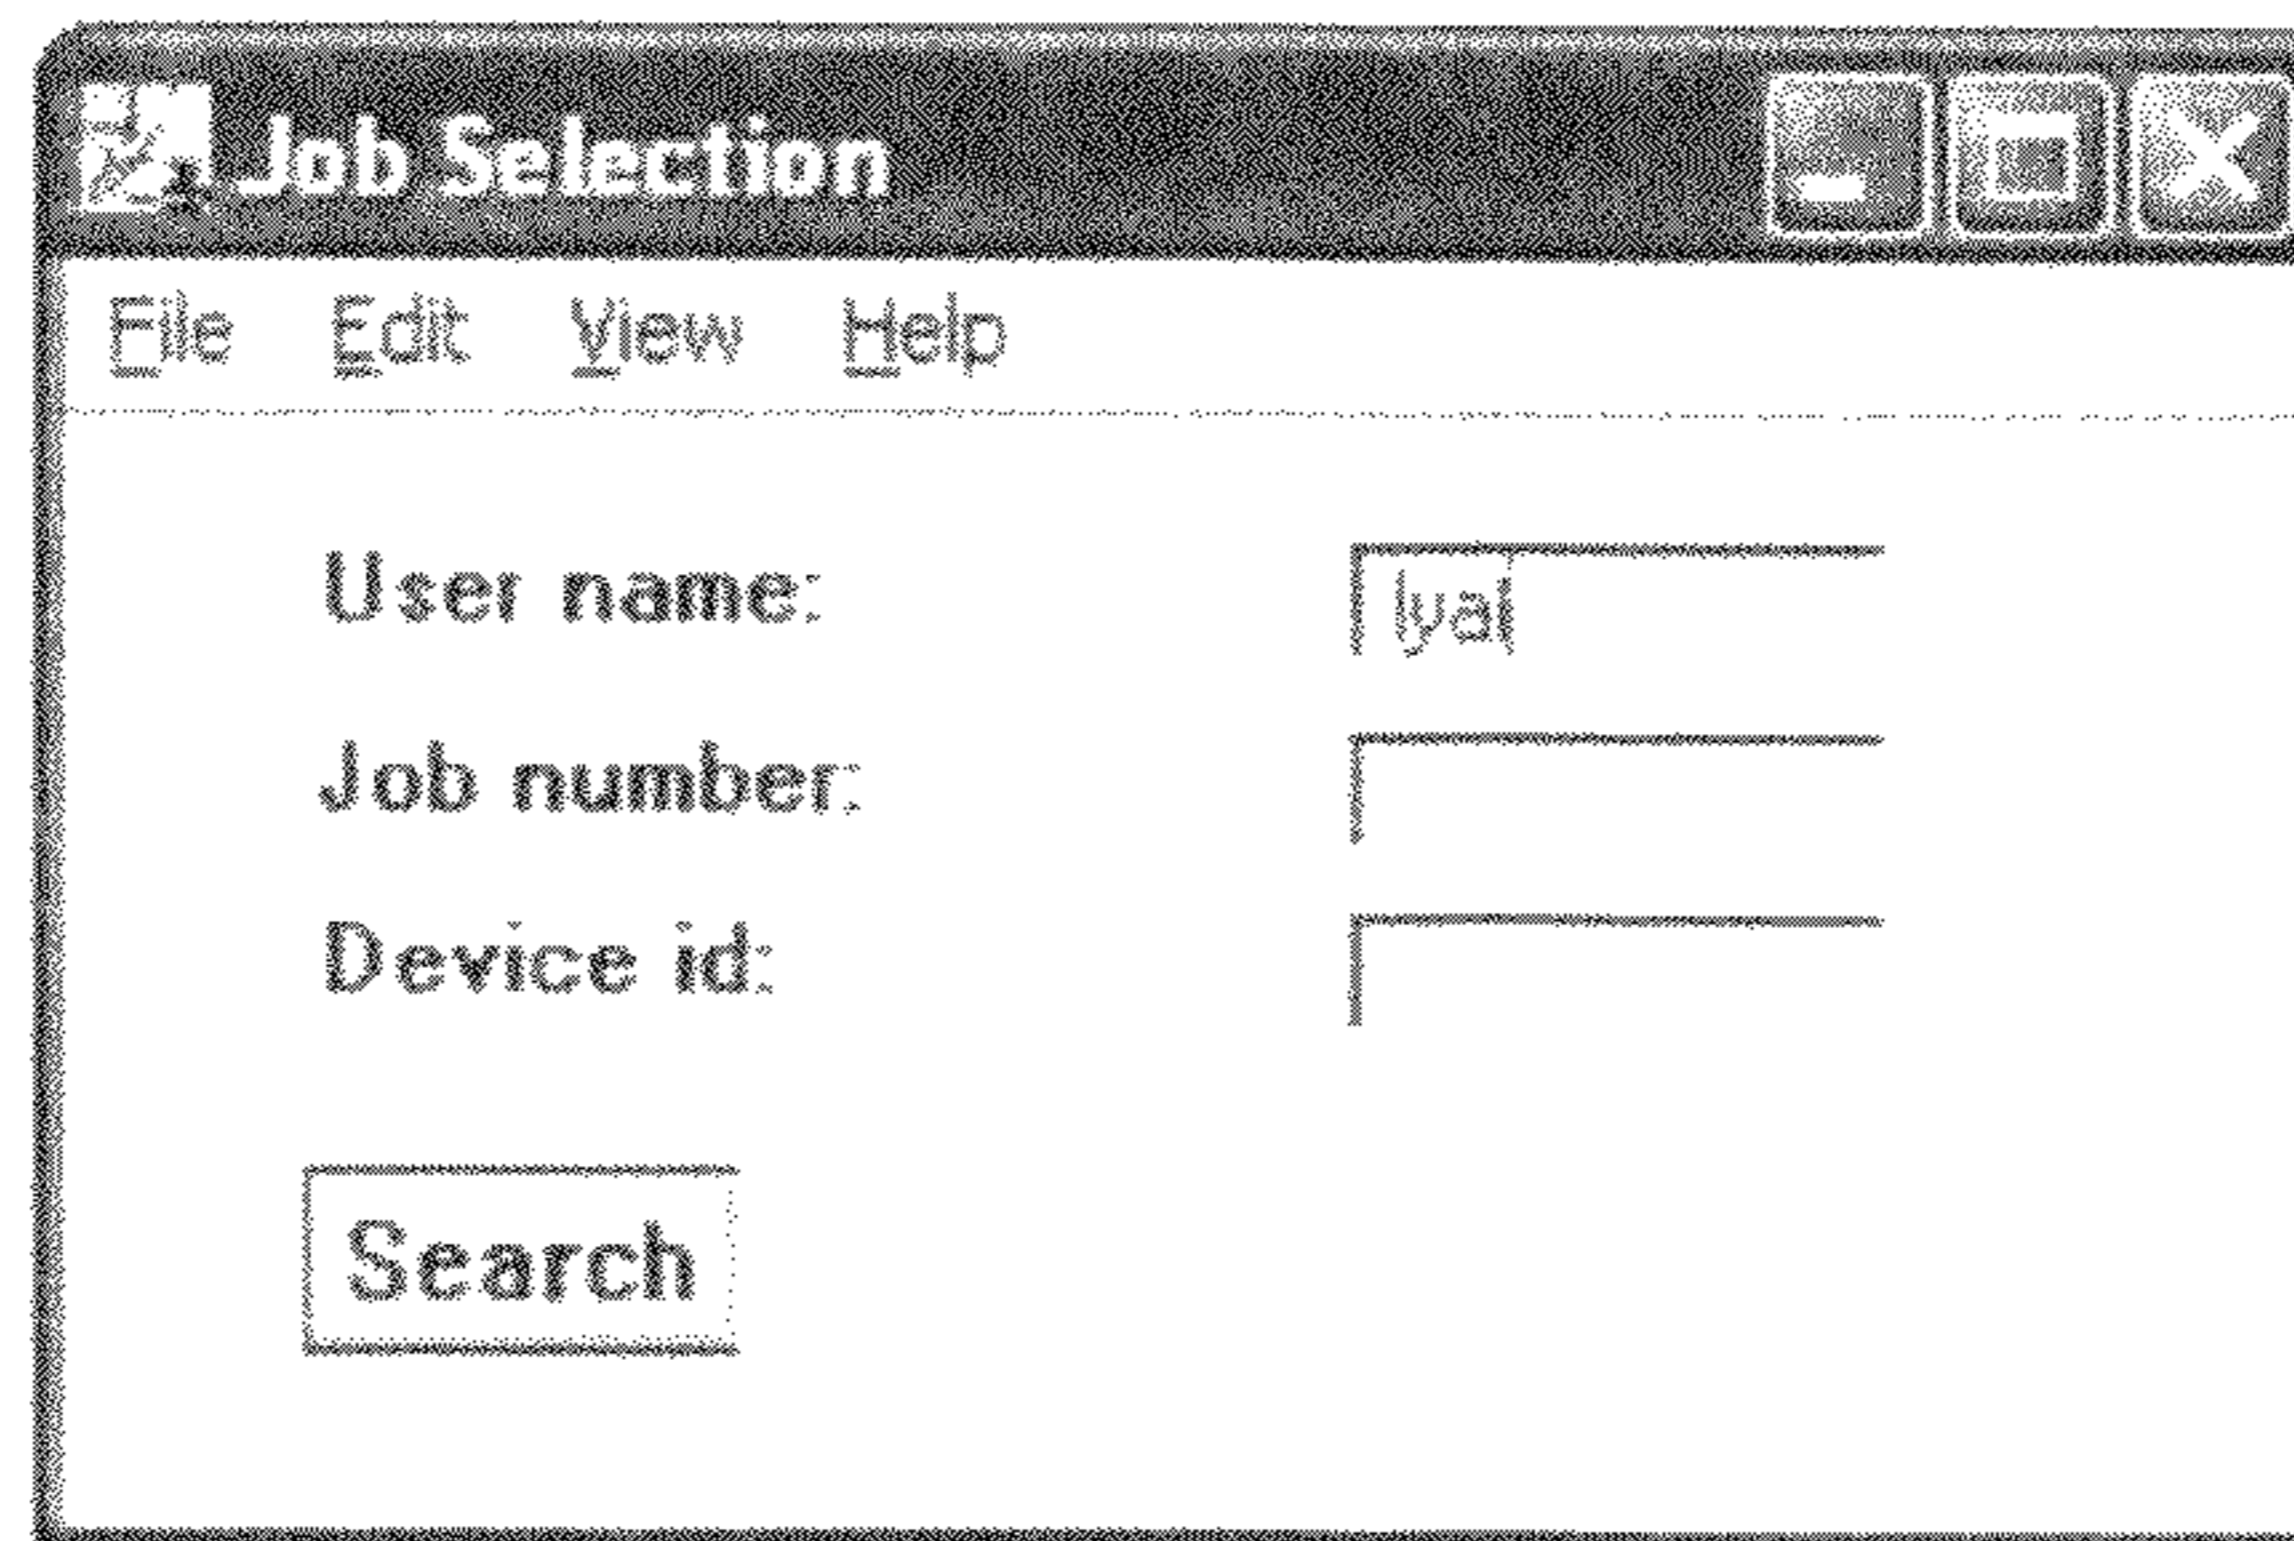 Job Selection
File Edit View Help
User name: lyal
Job number:
Device id:
Search